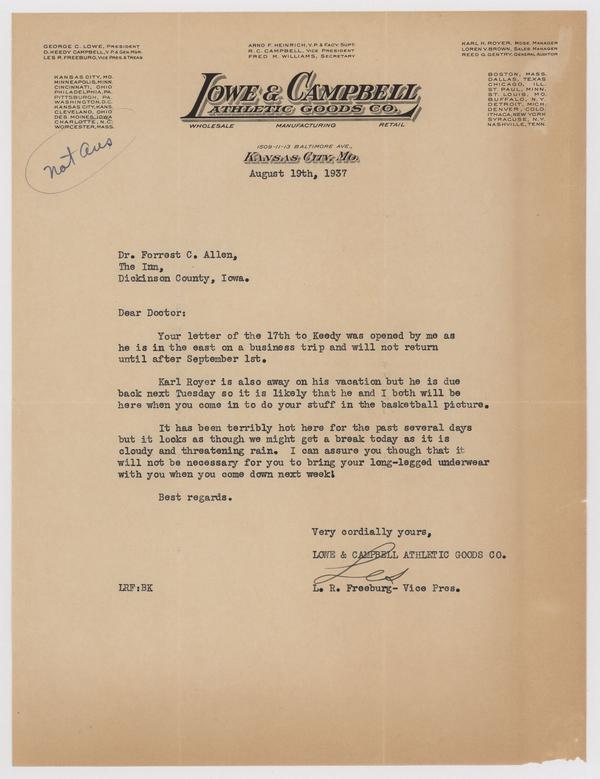 GEORGE C. LOWE, PRESIDENT
D. KEEDY CAMPBELL, V.P. & GEN. MGR.
LES R. FREEBURG, VICE PRES. & TREAS.
ARNO F. HEINRICH, V.P. & FACY. SUPT.
R. C. CAMPBELL, VICE PRESIDENT
FRED M. WILLIAMS, SECRETARY
KARL H. ROYER, MDSE. MANAGER
LOREN V. BROWN, SALES MANAGER
REED G. GENTRY, GENERAL AUDITOR
KANSAS CITY, MO.
MINNEAPOLIS, MINN.
CINCINNATI, OHIO
PHILADELPHIA, PA.
PITTSBURGH, PA.
WASHINGTON, D.C.
KANSAS CITY, KANS.
CLEVELAND, OHIO
DES MOINES, IOWA
CHARLOTTE, N.C.
WORCESTER, MASS.
LOWE & CAMPBELL
ATHLETIC GOODS CO.
WHOLESALE MANUFACTURING RETAIL
BOSTON, MASS.
DALLAS, TEXAS
CHICAGO, ILL.
ST. PAUL, MINN.
ST. LOUIS, MO.
BUFFALO, N.Y.
DETROIT, MICH.
DENVER, COLO.
ITHACA, NEW YORK
SYRACUSE, N.Y.
NASHVILLE, TENN.
not ans
1509-11-13 BALTIMORE AVE.,
KANSAS CITY, MO.
August 19th, 1937
Dr. Forrest C. Allen,
The Inn,
Dickinson County, Iowa.
Dear Doctor:
Your letter of the 17th to Keedy was opened by me as
he is in the east on a business trip and will not return
until after September 1st.
Karl Royer is also away on his vacation but he is due
back next Tuesday so it is likely that he and I both will be
here when you come in to do your stuff in the basketball picture.
It has been terribly hot here for the past several days
but it looks as though we might get a break today as it is
cloudy and threatening rain. I can assure you though that it
will not be necessary for you to bring your long-legged underwear
with you when you come down next week!
Best regards.
Very cordially yours,
LOWE & CAMPBELL ATHLETIC GOODS CO.
Les
LRF:BK
L. R. Freeburg- Vice Pres.